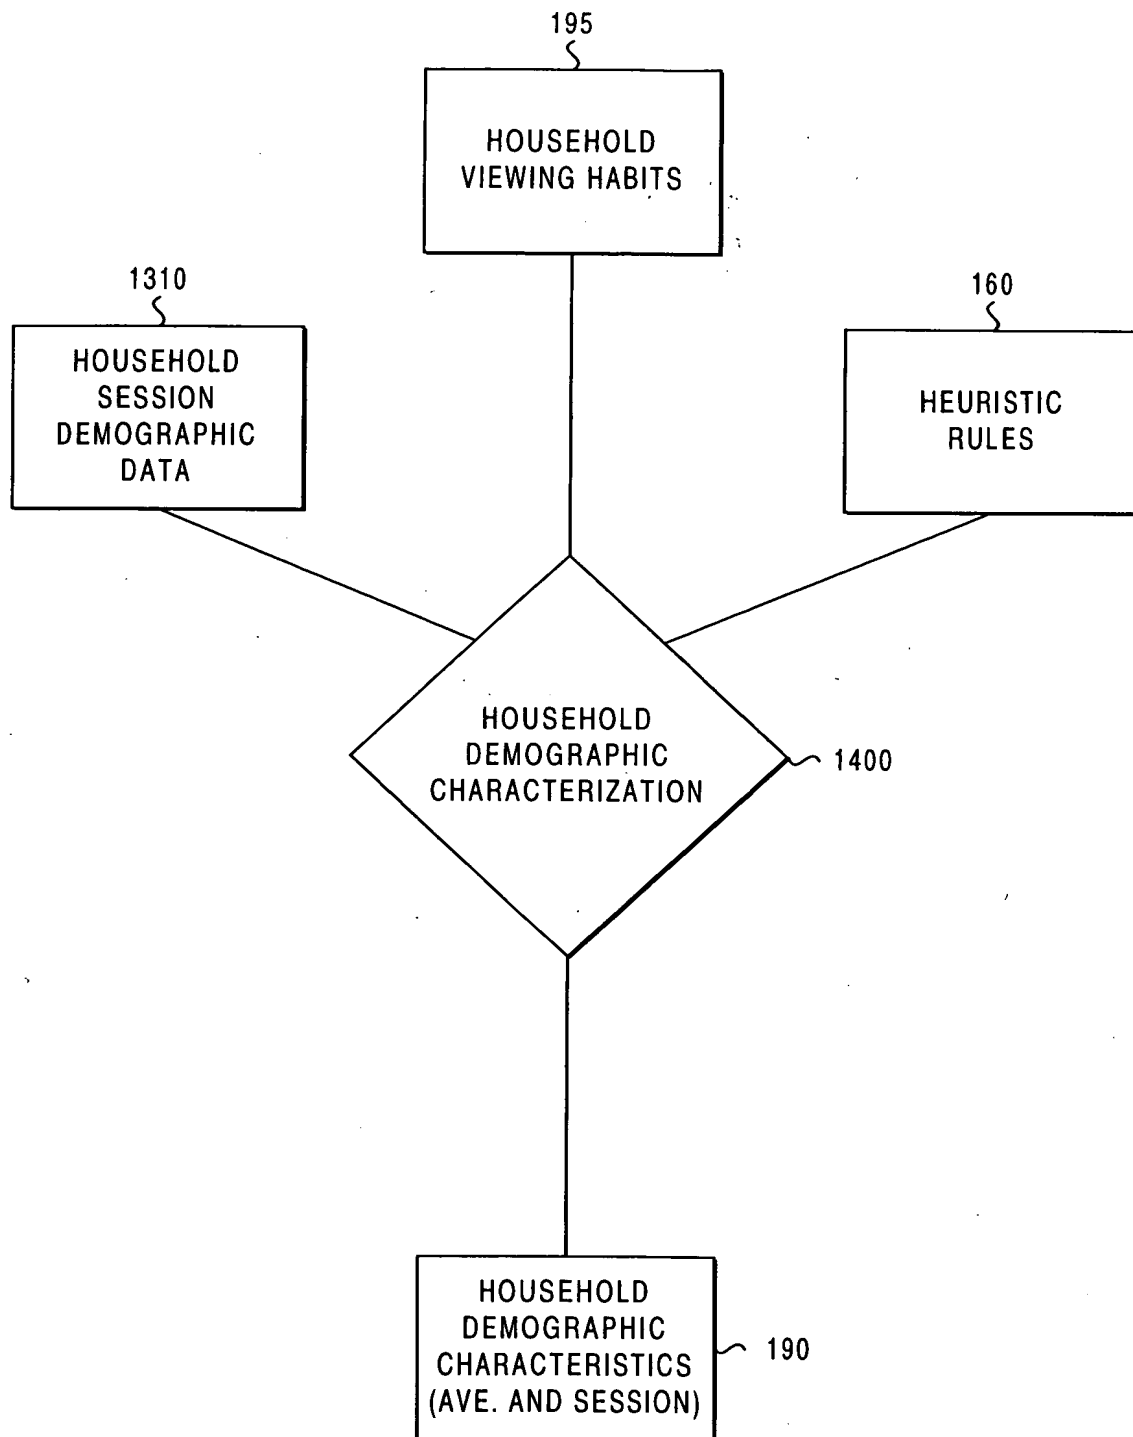 195
HOUSEHOLD
VIEWING HABITS
1310
HOUSEHOLD
SESSION
DEMOGRAPHIC
DATA
160
HEURISTIC
RULES
HOUSEHOLD
DEMOGRAPHIC
CHARACTERIZATION
1400
HOUSEHOLD
DEMOGRAPHIC
CHARACTERISTICS
(AVE. AND SESSION)
190